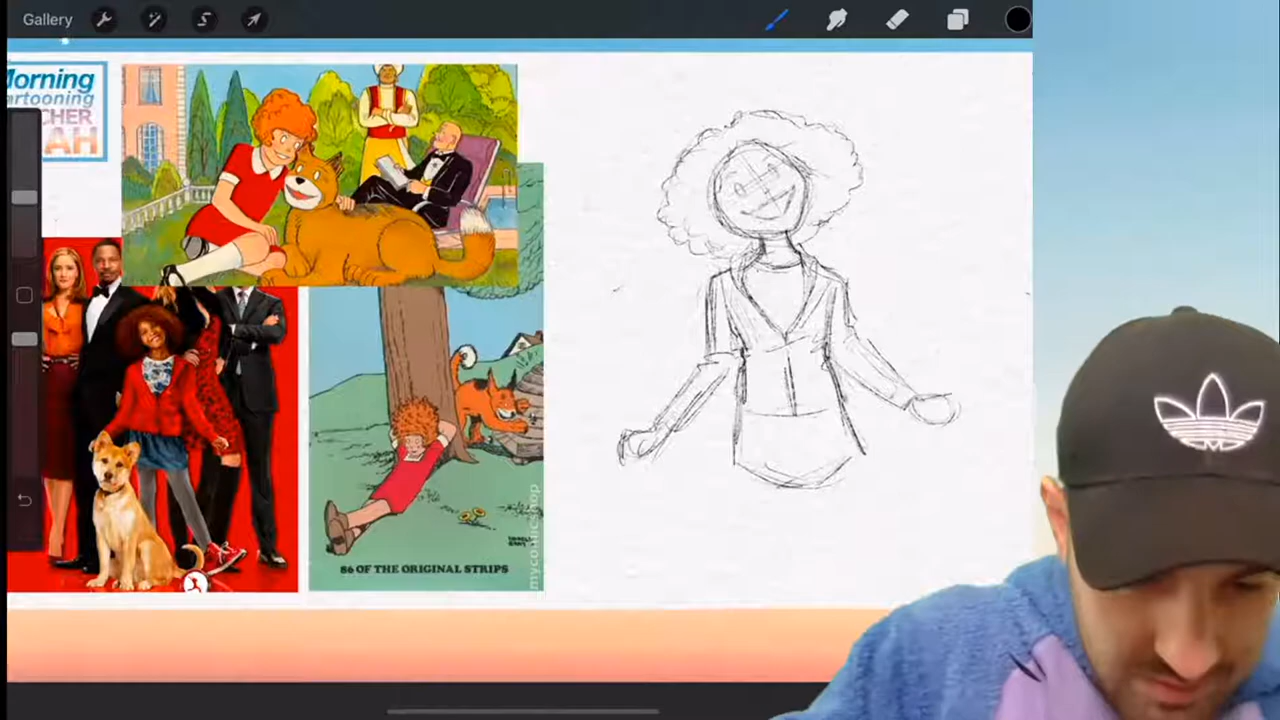 Gallery
Morning
artooning
CHER
AH
86 OF THE ORIGINAL STRIPS
mycomicshop